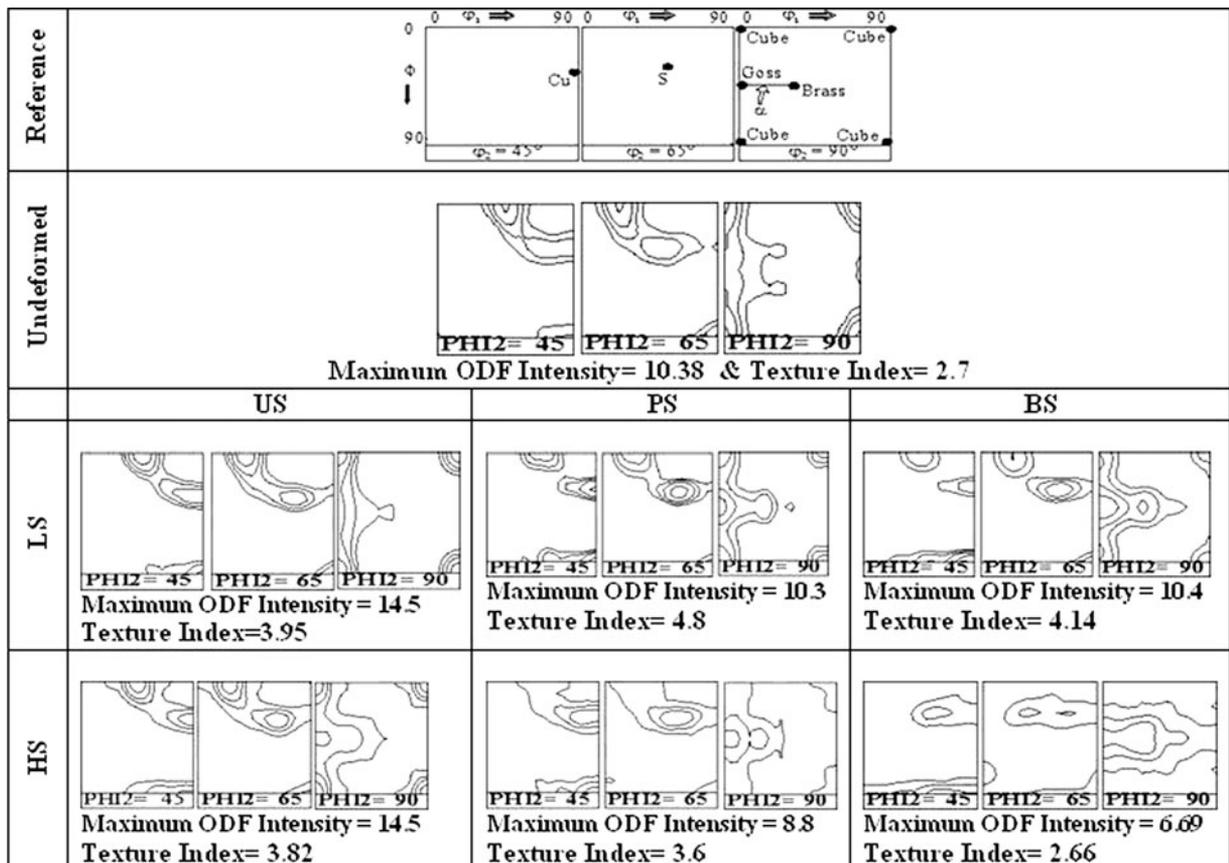 Reference
0 φ₁ ⇒ 90 0 φ₁ ⇒ 90 0 φ₁ ⇒ 90
0
Φ
90
Cu
S
Cube Cube
Goss
Brass
α
Cube Cube
φ₂ = 45° φ₂ = 65° φ₂ = 90°
Undeformed
PHI2= 45 PHI2= 65 PHI2= 90
Maximum ODF Intensity= 10.38 & Texture Index= 2.7
US PS BS
LS
PHI2= 45 PHI2= 65 PHI2= 90
Maximum ODF Intensity = 14.5
Texture Index=3.95
PHI2= 45 PHI2= 65 PHI2= 90
Maximum ODF Intensity = 10.3
Texture Index= 4.8
PHI2= 45 PHI2= 65 PHI2= 90
Maximum ODF Intensity = 10.4
Texture Index= 4.14
HS
PHI2= 45 PHI2= 65 PHI2= 90
Maximum ODF Intensity = 14.5
Texture Index= 3.82
PHI2= 45 PHI2= 65 PHI2= 90
Maximum ODF Intensity = 8.8
Texture Index= 3.6
PHI2= 45 PHI2= 65 PHI2= 90
Maximum ODF Intensity = 6.69
Texture Index= 2.66